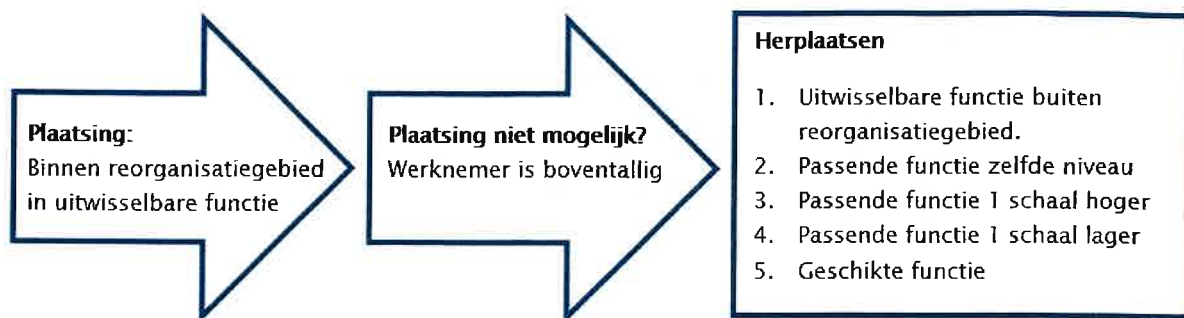 Plaatsing:
Binnen reorganisatiegebied
in uitwisselbare functie
Plaatsing niet mogelijk?
Werknemer is boventallig
Herplaatsen
1. Uitwisselbare functie buiten
reorganisatiegebied.
2. Passende functie zelfde niveau
3. Passende functie 1 schaal hoger
4. Passende functie 1 schaal lager
5. Geschikte functie